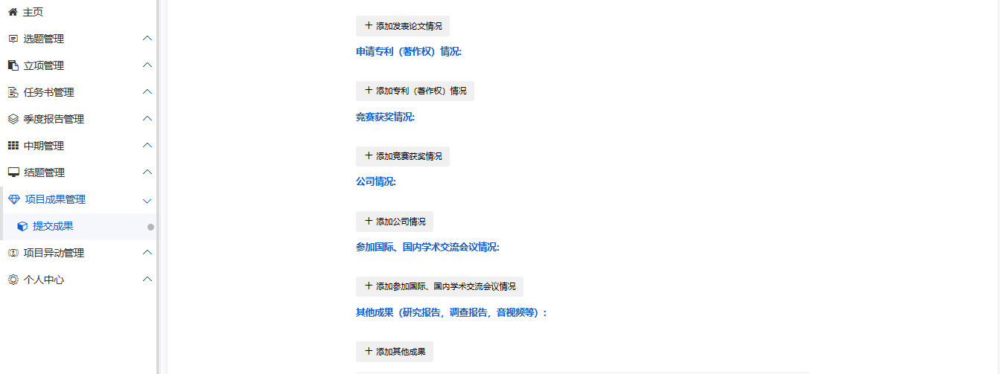 主页
选题管理
立项管理
任务书管理
季度报告管理
中期管理
结题管理
项目成果管理
提交成果
项目异动管理
个人中心
+ 添加发表论文情况
申请专利（著作权）情况:
+ 添加专利（著作权）情况
竞赛获奖情况:
+ 添加竞赛获奖情况
公司情况:
+ 添加公司情况
参加国际、国内学术交流会议情况:
+ 添加参加国际、国内学术交流会议情况
其他成果（研究报告，调查报告，音视频等）:
+ 添加其他成果